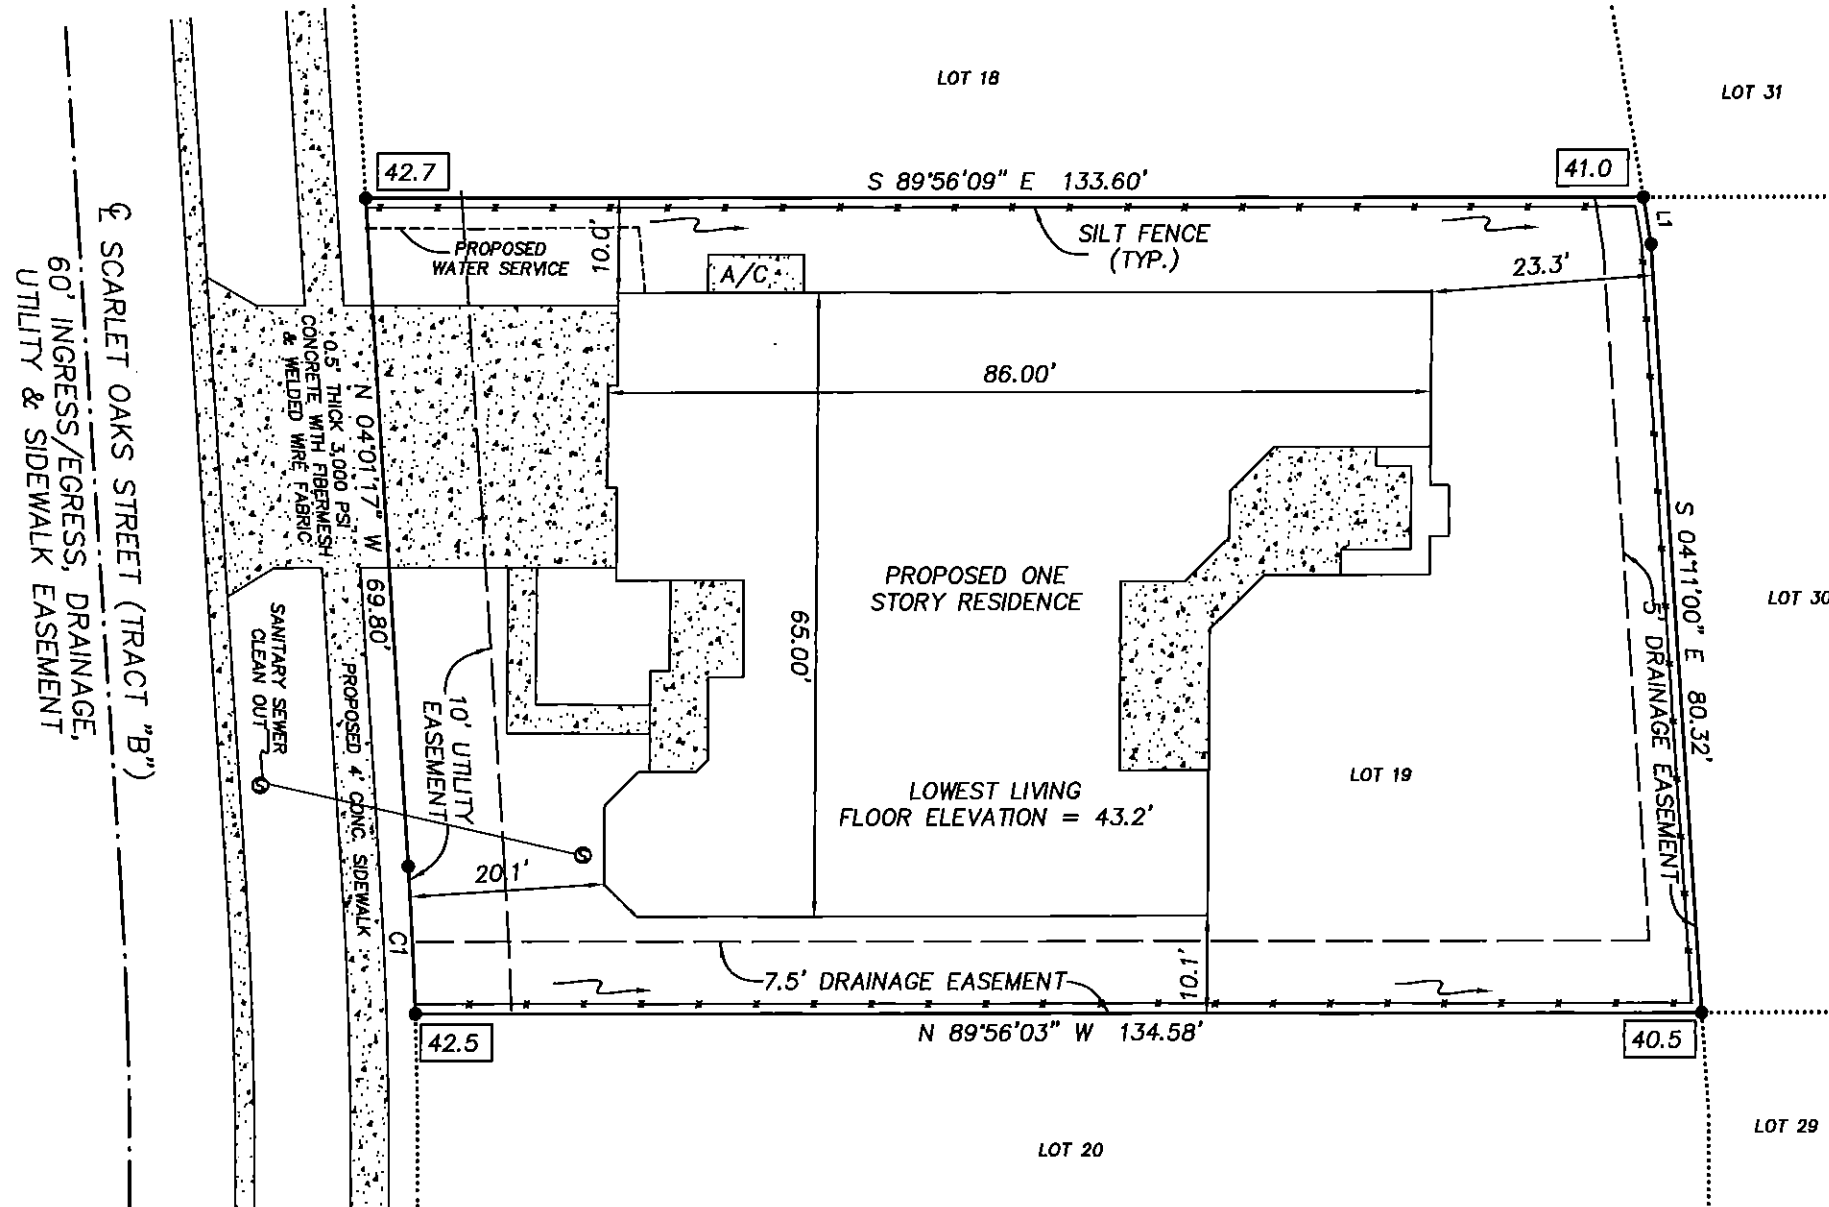 LOT 18
LOT 31
42.7
41.0
S 89°56'09" E 133.60'
L1
SILT FENCE
(TYP.)
PROPOSED
WATER SERVICE
10.0'
A/C
23.3'
86.00'
℄ SCARLET OAKS STREET (TRACT "B")
60' INGRESS/EGRESS, DRAINAGE,
UTILITY & SIDEWALK EASEMENT
0.5' THICK 3,000 PSI
CONCRETE WITH FIBERMESH
& WELDED WIRE FABRIC
N 04°01'17" W 69.80'
PROPOSED ONE
STORY RESIDENCE
65.00'
S 04°11'00" E 80.32'
5' DRAINAGE EASEMENT
LOT 30
SANITARY SEWER
CLEAN OUT
PROPOSED 4' CONC. SIDEWALK
10' UTILITY
EASEMENT
LOT 19
LOWEST LIVING
FLOOR ELEVATION = 43.2'
20.1'
C1
7.5' DRAINAGE EASEMENT
10.1'
N 89°56'03" W 134.58'
42.5
40.5
LOT 20
LOT 29